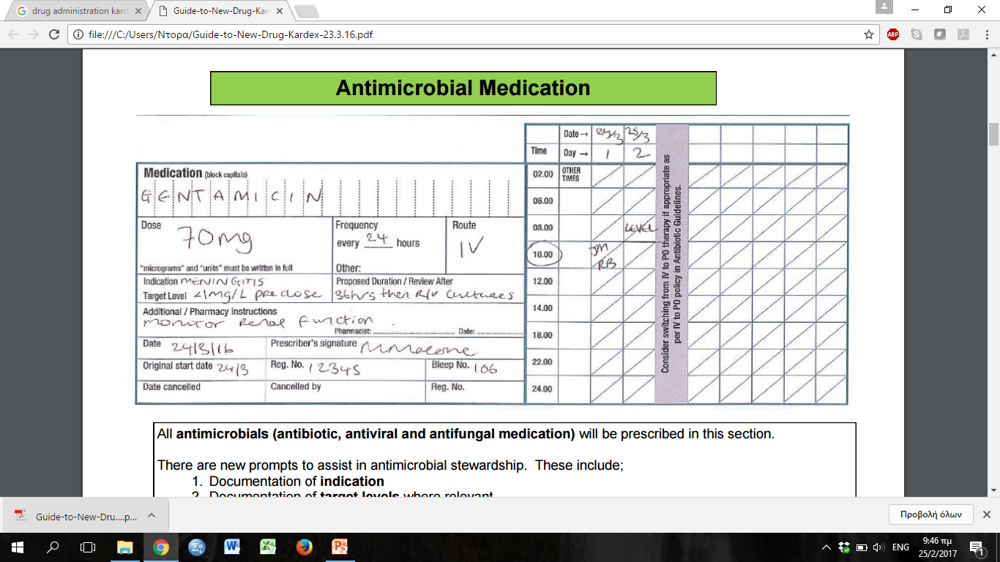 drug administration kard
Guide-to-New-Drug-Kar
file:///C:/Users/Ντορα/Guide-to-New-Drug-Kardex-23.3.16.pdf
ABP
Antimicrobial Medication
Date→ 24/3 25/3
Time Day → 1 2
Medication (block capitals)
GENTAMICIN
Dose 70mg
"micrograms" and "units" must be written in full
Frequency
every 24 hours
Other:
Route
IV
Indication MENINGITIS
Target Level <1mg/L predose
Proposed Duration / Review After
36hrs then R/V cultures
Additional / Pharmacy instructions
monitor Renal function
Pharmacist: Date:
Date 24/3/16 Prescriber's signature
Original start date 24/3 Reg. No. 12345 Bleep No. 106
Date cancelled Cancelled by Reg. No.
02.00 OTHER TIMES
06.00
08.00 LEVEL
10.00 JM RB
12.00
14.00
18.00
22.00
24.00
Consider switching from IV to PO therapy if appropriate as
per IV to PO policy in Antibiotic Guidelines.
All antimicrobials (antibiotic, antiviral and antifungal medication) will be prescribed in this section.
There are new prompts to assist in antimicrobial stewardship. These include;
1. Documentation of indication
2. Documentation of target levels where relevant
Guide-to-New-Dru....p...
Προβολή όλων
ENG
9:46 πμ
25/2/2017
1